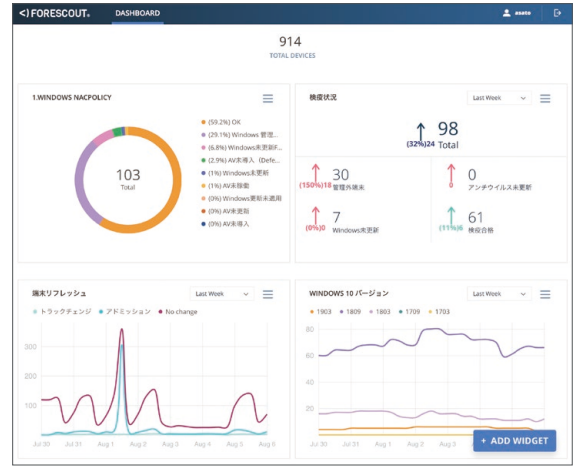 <) FORESCOUT.
DASHBOARD
asato
914
TOTAL DEVICES
1.WINDOWS NACPOLICY
103
Total
(59.2%) OK
(29.1%) Windows 管理...
(6.8%) Windows未更新F...
(2.9%) AV未導入（Defe...
(1%) Windows未更新
(1%) AV未稼働
(0%) Windows更新未適用
(0%) AV未更新
(0%) AV未導入
検疫状況
Last Week
98
(32%)24 Total
30
(150%)18 管理外端末
0
0 アンチウイルス未更新
7
(0%)0 Windows未更新
61
(11%)6 検疫合格
端末リフレッシュ
Last Week
トラックチェンジ アドミッション No change
300
200
100
Jul 30 Jul 31 Aug 1 Aug 2 Aug 3 Aug 4 Aug 5 Aug 6
WINDOWS 10 バージョン
Last Week
1903 1809 1803 1709 1703
80
60
40
20
Jul 30 Jul 31 Aug 1 Aug 2 Aug 3
+ ADD WIDGET